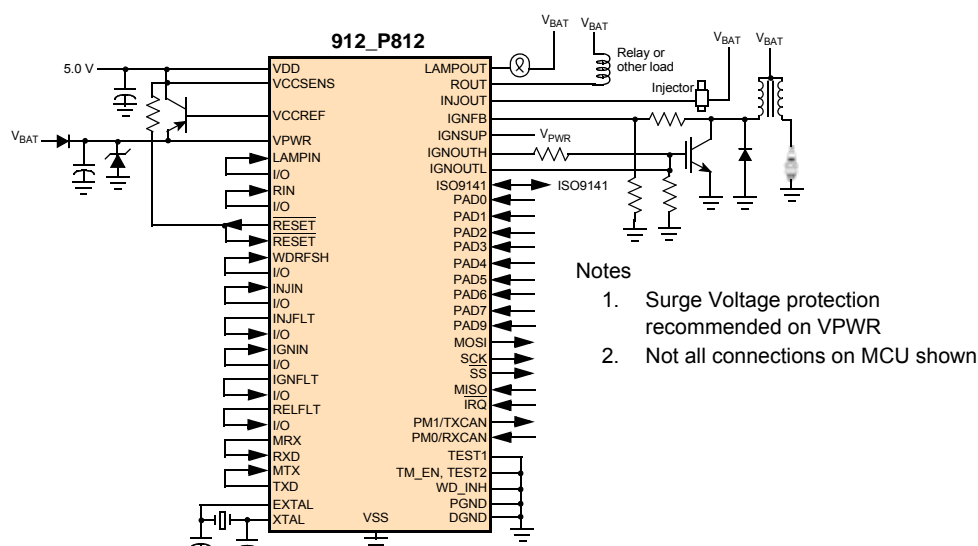 912_P812
5.0 V
VBAT
VDD
VCCSENS
VCCREF
VPWR
LAMPIN
I/O
RIN
I/O
RESET
RESET
WDRFSH
I/O
INJIN
I/O
INJFLT
I/O
IGNIN
I/O
IGNFLT
I/O
RELFLT
I/O
MRX
RXD
MTX
TXD
EXTAL
XTAL
VSS
LAMPOUT
ROUT
INJOUT
IGNFB
IGNSUP
IGNOUTH
IGNOUTL
ISO9141
PAD0
PAD1
PAD2
PAD3
PAD4
PAD5
PAD6
PAD7
PAD9
MOSI
SCK
SS
MISO
IRQ
PM1/TXCAN
PM0/RXCAN
TEST1
TM_EN, TEST2
WD_INH
PGND
DGND
VBAT
VBAT
Relay or
other load
VBAT
VBAT
Injector
VPWR
ISO9141
Notes
1. Surge Voltage protection
recommended on VPWR
2. Not all connections on MCU shown